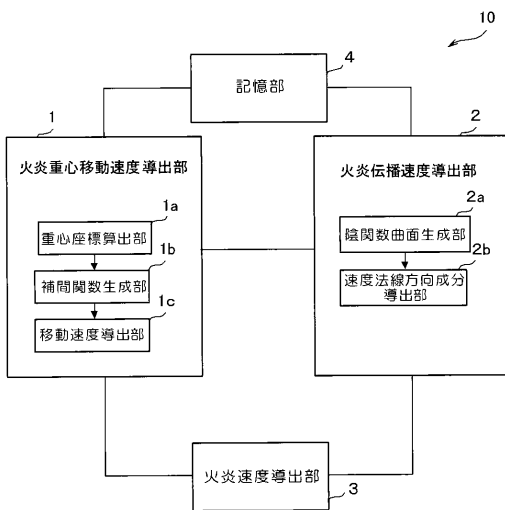 10
4
記憶部
1
火炎重心移動速度導出部
1a
重心座標算出部
1b
補間関数生成部
1c
移動速度導出部
2
火炎伝播速度導出部
2a
陰関数曲面生成部
2b
速度法線方向成分
導出部
火炎速度導出部
3